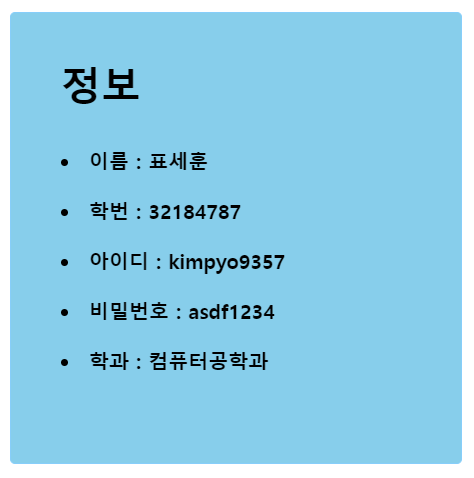 정보
• 이름 : 표세훈
• 학번 : 32184787
• 아이디 : kimpyo9357
• 비밀번호 : asdf1234
• 학과 : 컴퓨터공학과